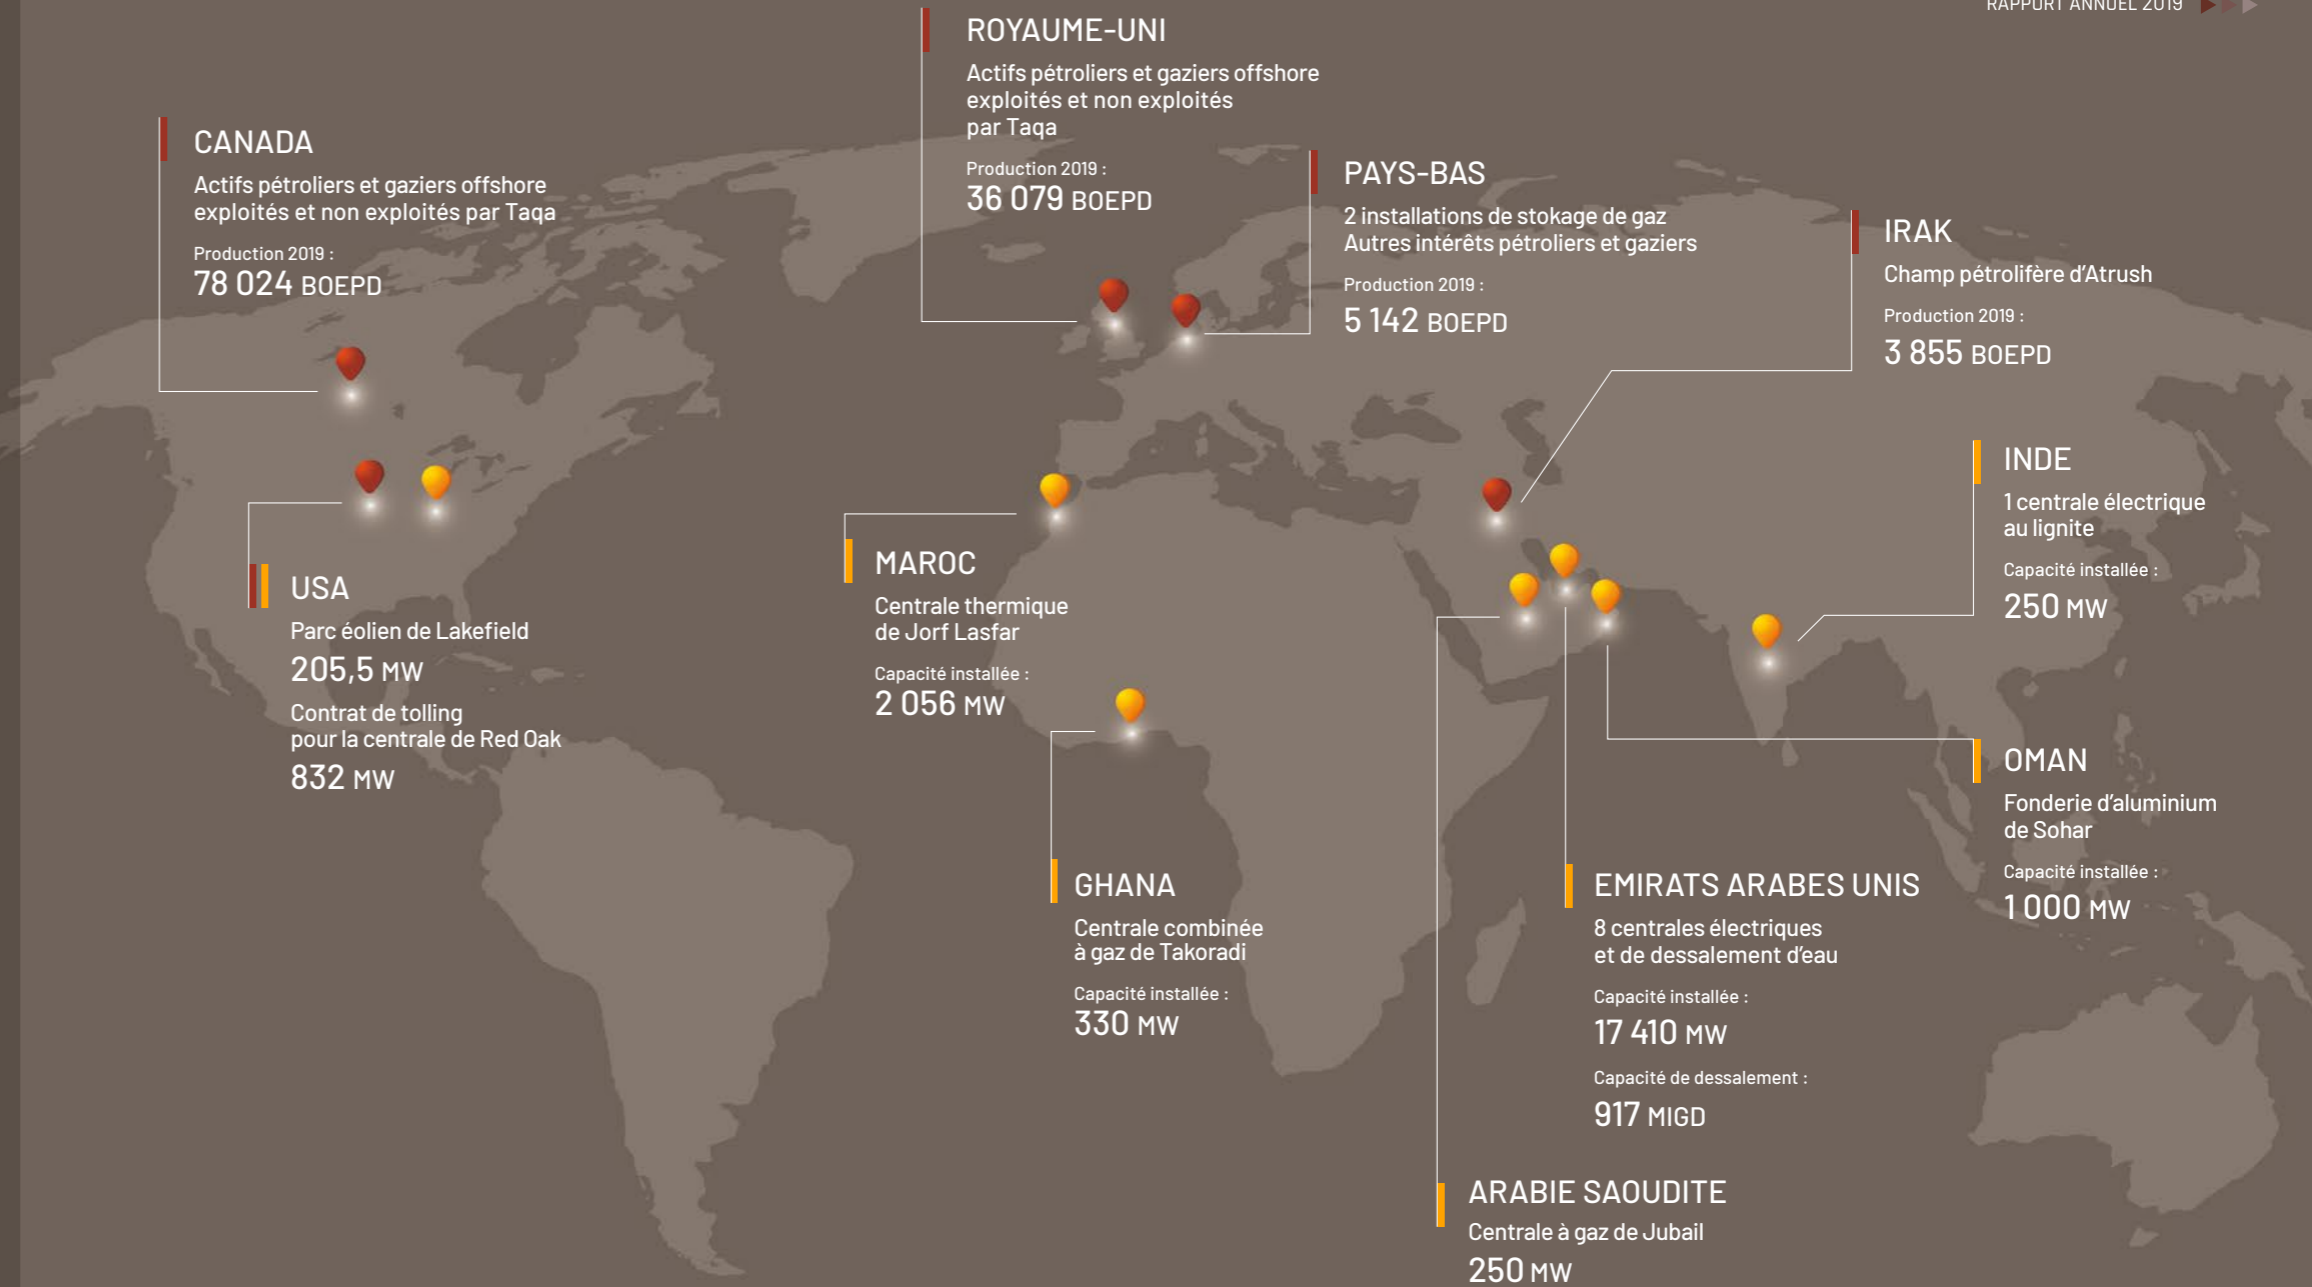 RAPPORT ANNUEL 2019
ROYAUME-UNI
Actifs pétroliers et gaziers offshore
exploités et non exploités
par Taqa
Production 2019 :
36 079 BOEPD
CANADA
Actifs pétroliers et gaziers offshore
exploités et non exploités par Taqa
Production 2019 :
78 024 BOEPD
PAYS-BAS
2 installations de stokage de gaz
Autres intérêts pétroliers et gaziers
Production 2019 :
5 142 BOEPD
IRAK
Champ pétrolifère d'Atrush
Production 2019 :
3 855 BOEPD
INDE
1 centrale électrique
au lignite
Capacité installée :
250 MW
USA
Parc éolien de Lakefield
205,5 MW
Contrat de tolling
pour la centrale de Red Oak
832 MW
MAROC
Centrale thermique
de Jorf Lasfar
Capacité installée :
2 056 MW
OMAN
Fonderie d'aluminium
de Sohar
Capacité installée :
1 000 MW
GHANA
Centrale combinée
à gaz de Takoradi
Capacité installée :
330 MW
EMIRATS ARABES UNIS
8 centrales électriques
et de dessalement d'eau
Capacité installée :
17 410 MW
Capacité de dessalement :
917 MIGD
ARABIE SAOUDITE
Centrale à gaz de Jubail
250 MW